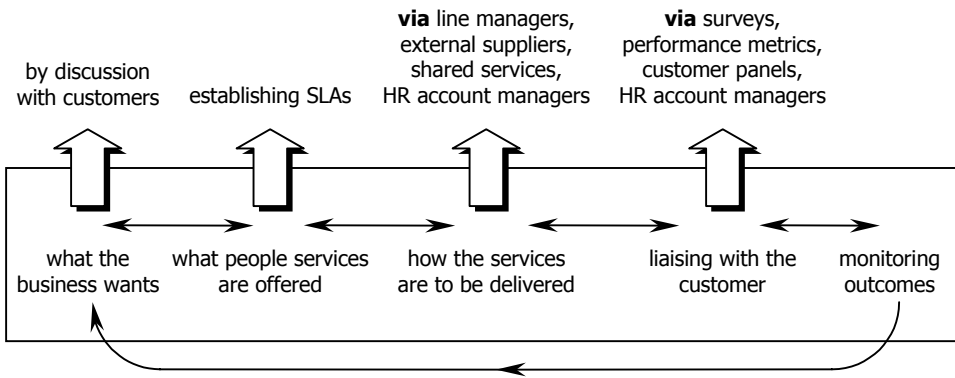 by discussion
with customers
establishing SLAs
via line managers,
external suppliers,
shared services,
HR account managers
via surveys,
performance metrics,
customer panels,
HR account managers
what the
business wants
what people services
are offered
how the services
are to be delivered
liaising with the
customer
monitoring
outcomes